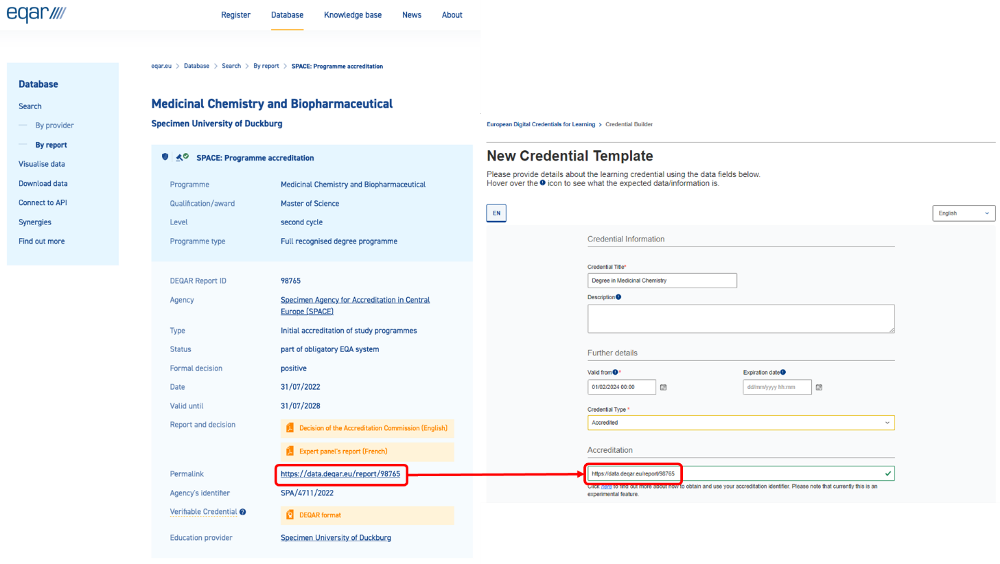 eqar
Register Database Knowledge base News About
Database
Search
By provider
By report
Visualise data
Download data
Connect to API
Synergies
Find out more
eqar.eu > Database > Search > By report > SPACE: Programme accreditation
Medicinal Chemistry and Biopharmaceutical
Specimen University of Duckburg
SPACE: Programme accreditation
Programme Medicinal Chemistry and Biopharmaceutical
Qualification/award Master of Science
Level second cycle
Programme type Full recognised degree programme
DEQAR Report ID 98765
Agency Specimen Agency for Accreditation in Central
Europe (SPACE)
Type Initial accreditation of study programmes
Status part of obligatory EQA system
Formal decision positive
Date 31/07/2022
Valid until 31/07/2028
Report and decision Decision of the Accreditation Commission (English)
Expert panel's report (French)
Permalink https://data.deqar.eu/report/98765
Agency's identifier SPA/4711/2022
Verifiable Credential ? DEQAR format
Education provider Specimen University of Duckburg
European Digital Credentials for Learning > Credential Builder
New Credential Template
Please provide details about the learning credential using the data fields below.
Hover over the icon to see what the expected data/information is.
EN
English
Credential Information
Credential Title*
Degree in Medicinal Chemistry
Description
Further details
Valid from * Expiration date
01/02/2024 00:00 dd/mm/yyyy hh:mm
Credential Type *
Accredited
Accreditation
https://data.deqar.eu/report/98765
Click here to find out more about how to obtain and use your accreditation identifier. Please note that currently this is an
experimental feature.